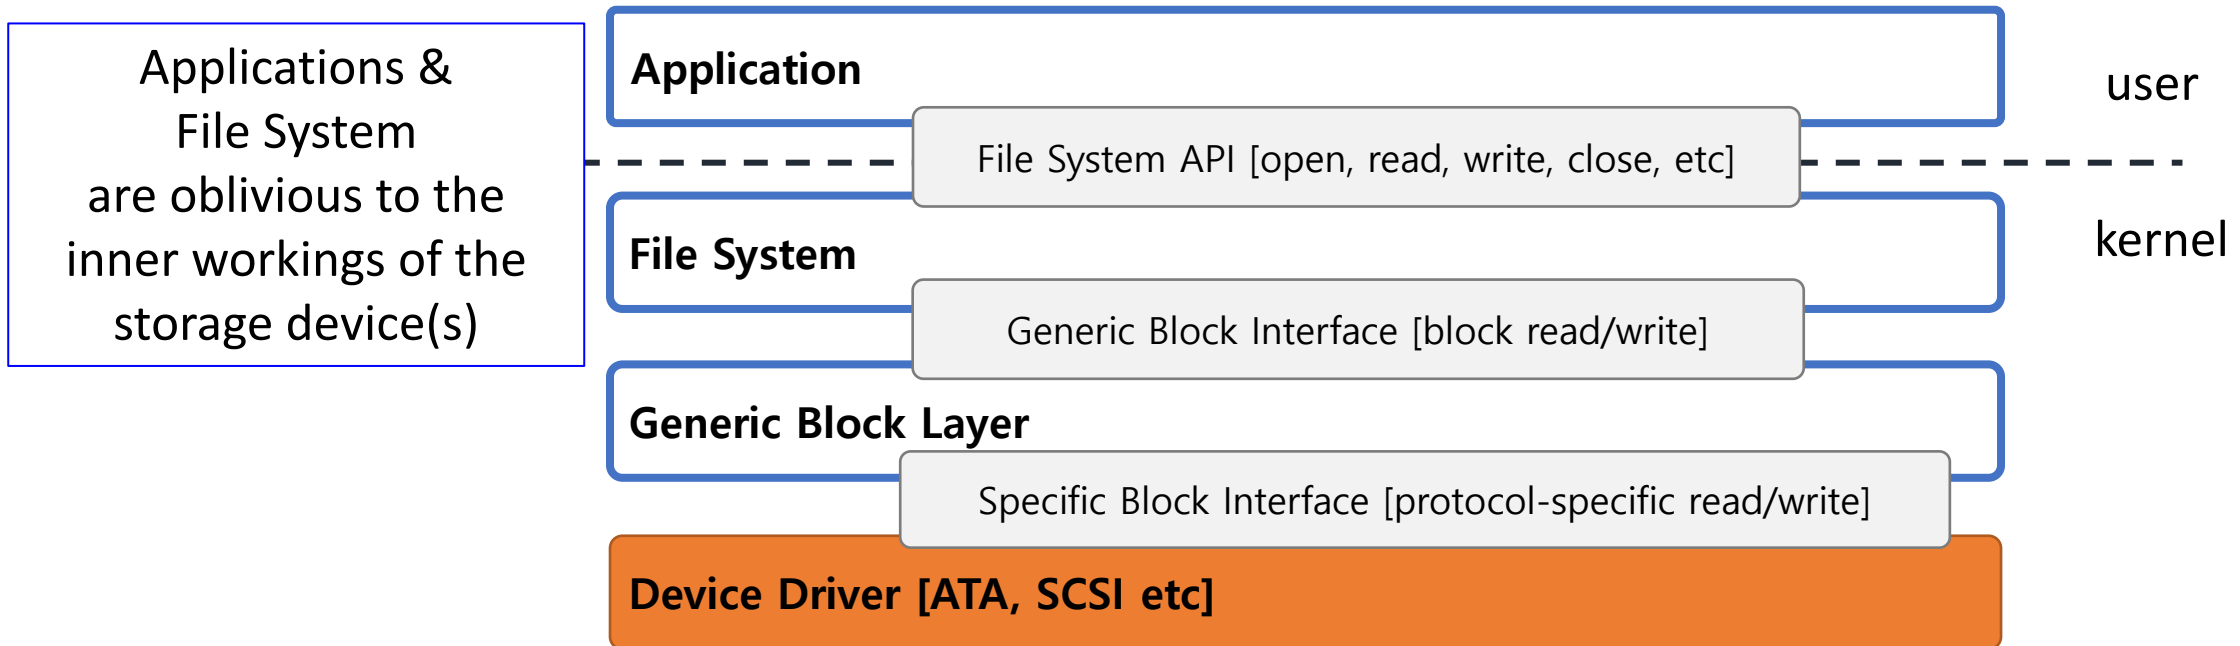 Applications &
File System
are oblivious to the
inner workings of the
storage device(s)
Application
user
File System API [open, read, write, close, etc]
File System
kernel
Generic Block Interface [block read/write]
Generic Block Layer
Specific Block Interface [protocol-specific read/write]
Device Driver [ATA, SCSI etc]